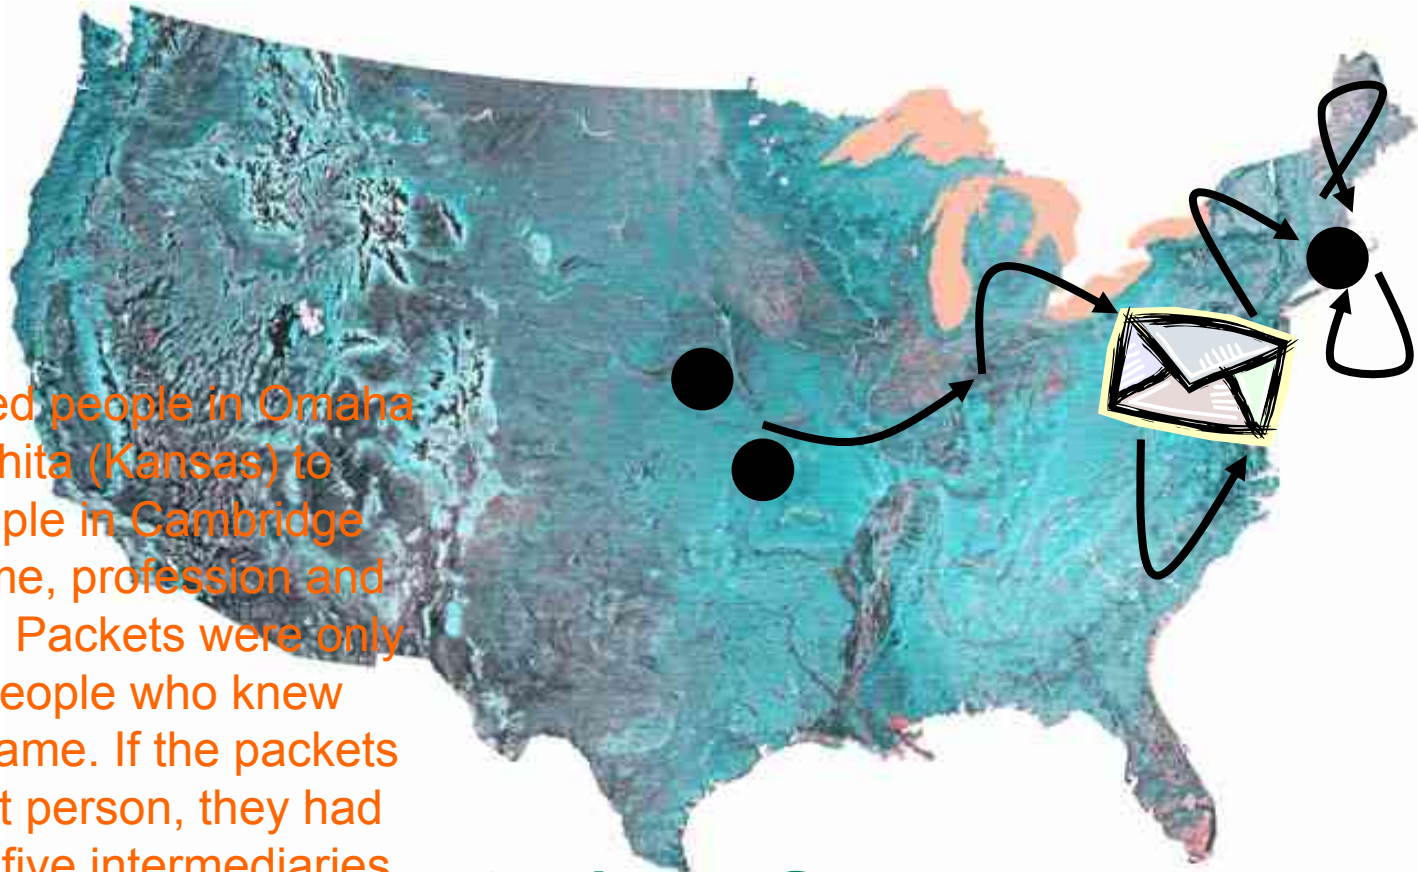 ed people in Omaha
hita (Kansas) to
ple in Cambridge
me, profession and
Packets were only
eople who knew
ame. If the packets
t person, they had
five intermediaries